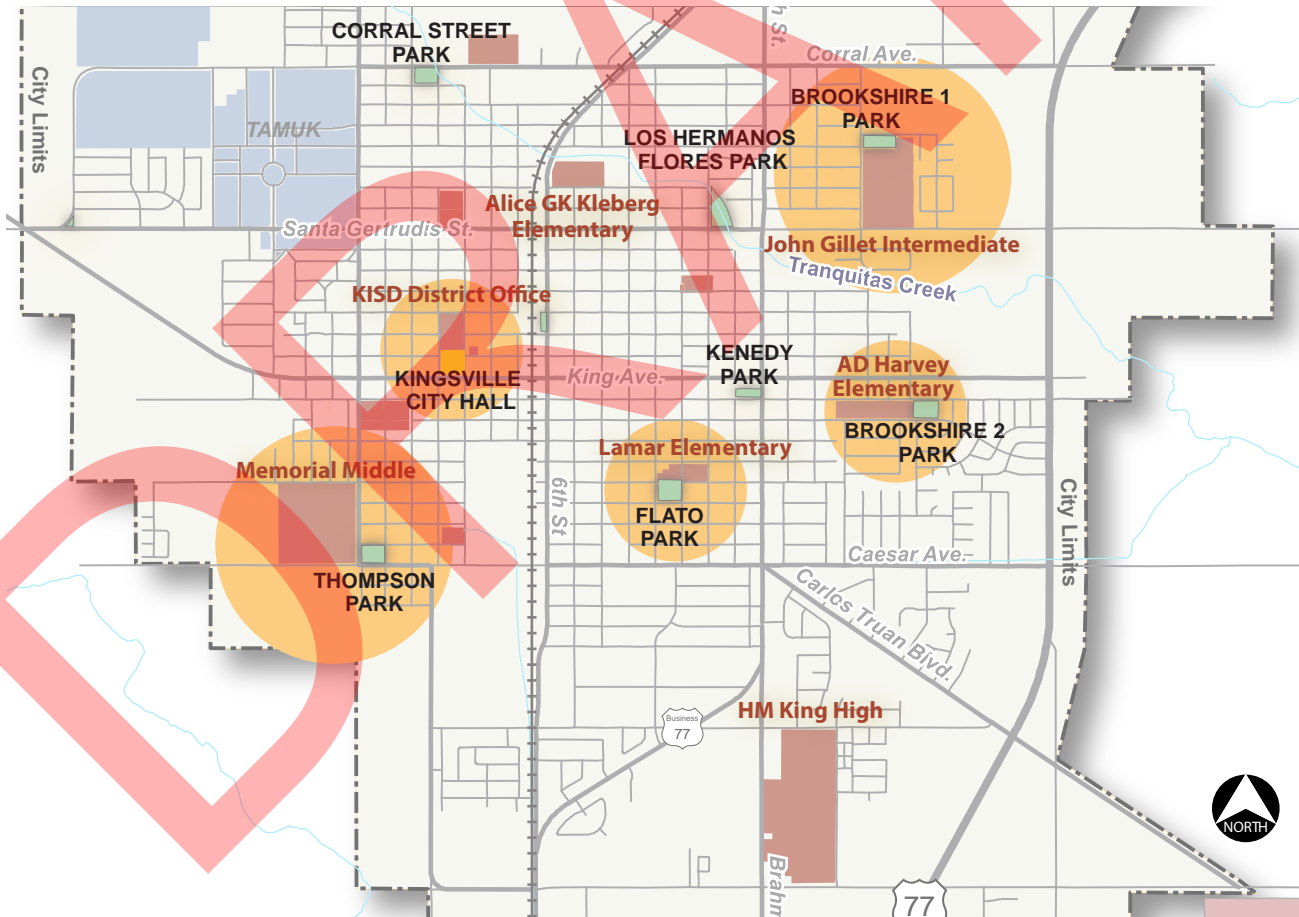 CORRAL STREET
PARK
h St.
Corral Ave.
City Limits
BROOKSHIRE 1
PARK
TAMUK
LOS HERMANOS
FLORES PARK
Alice GK Kleberg
Elementary
Santa Gertrudis St.
John Gillet Intermediate
Tranquitas Creek
KISD District Office
KENEDY
PARK
AD Harvey
Elementary
KINGSVILLE
CITY HALL
King Ave.
BROOKSHIRE 2
PARK
Lamar Elementary
Memorial Middle
6th St
FLATO
PARK
City Limits
Caesar Ave.
THOMPSON
PARK
Carlos Truan Blvd.
HM King High
Business
77
NORTH
Brahm
77
DRAFT